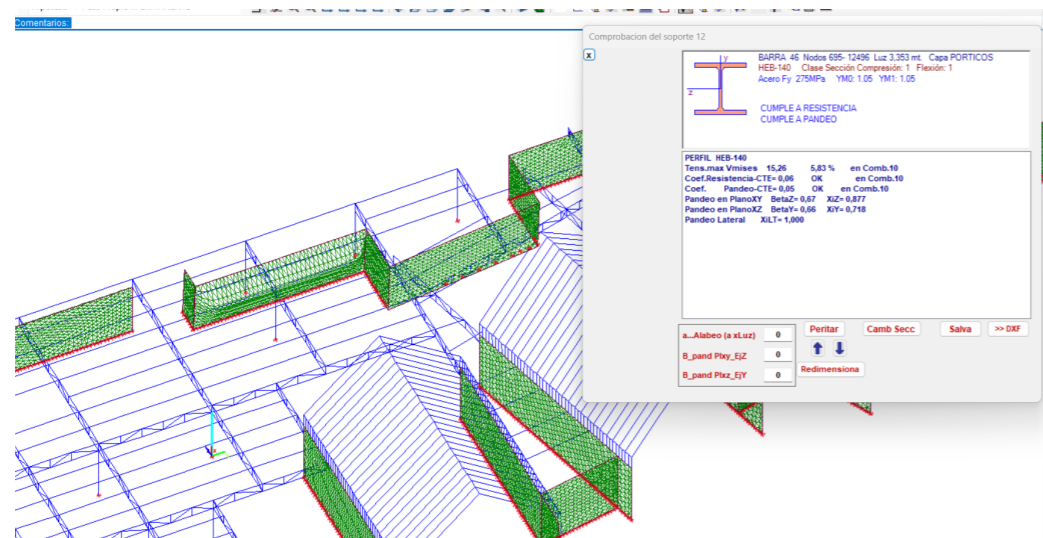 Comentarios:
Comprobacion del soporte 12
x
BARRA 46 Nodos 695- 12496 Luz 3,353 mt. Capa PORTICOS
HEB-140 Clase Sección Compresión: 1 Flexión: 1
Acero Fy 275MPa YM0: 1.05 YM1: 1.05
y
z
CUMPLE A RESISTENCIA
CUMPLE A PANDEO
PERFIL HEB-140
Tens.max Vmises 15,26 5,83 % en Comb.10
Coef.Resistencia-CTE= 0,06 OK en Comb.10
Coef. Pandeo-CTE= 0,05 OK en Comb.10
Pandeo en PlanoXY BetaZ= 0,67 XiZ= 0,877
Pandeo en PlanoXZ BetaY= 0,66 XiY= 0,718
Pandeo Lateral XiLT= 1,000
a...Alabeo (a xLuz) 0
B_pand Plxy_EjZ 0
B_pand Plxz_EjY 0
Peritar
Camb Secc
Salva
>> DXF
Redimensiona